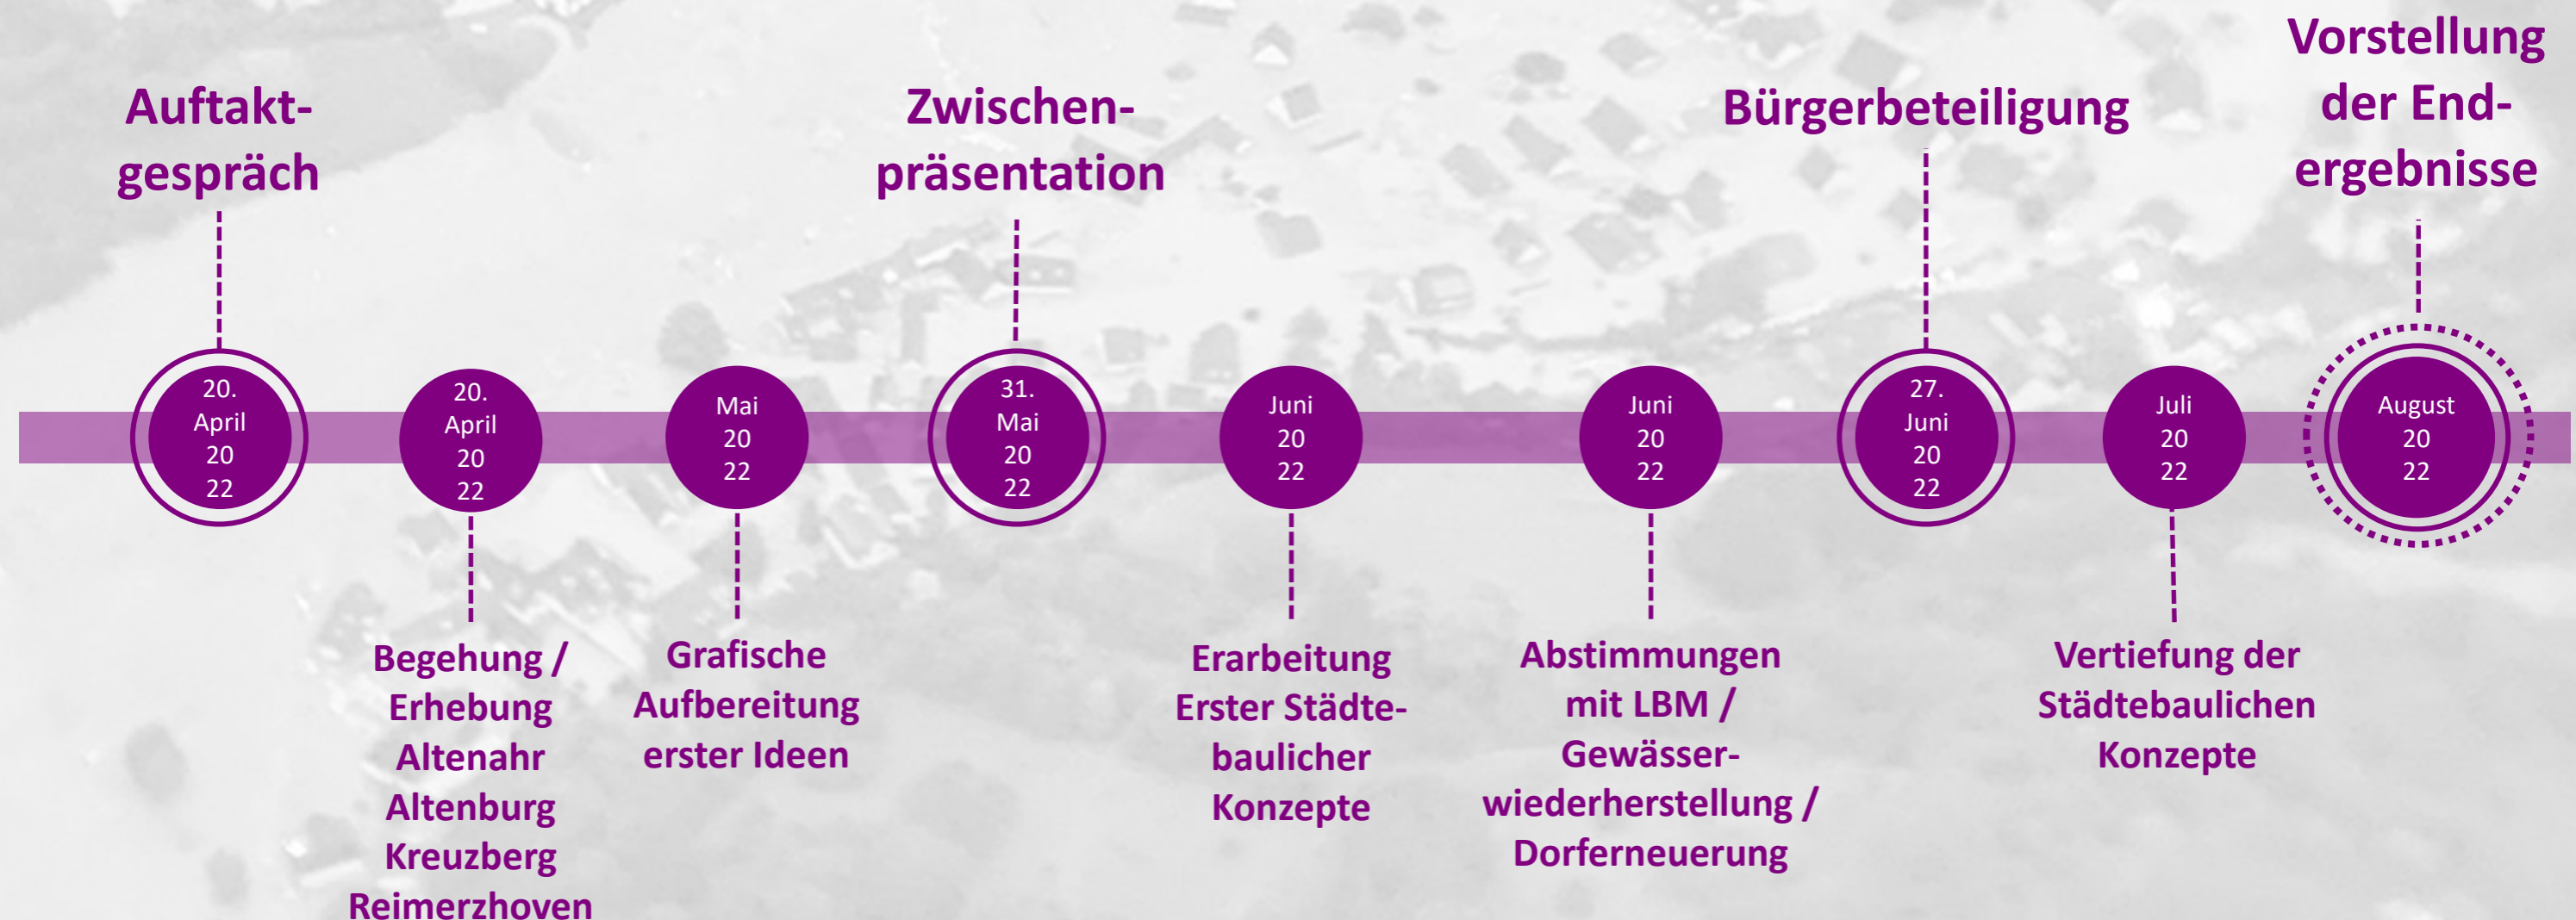 Auftakt-
gespräch
20.
April
20
22
20.
April
20
22
Begehung /
Erhebung
Altenahr
Altenburg
Kreuzberg
Reimerzhoven
Mai
20
22
Grafische
Aufbereitung
erster Ideen
Zwischen-
präsentation
31.
Mai
20
22
Juni
20
22
Erarbeitung
Erster Städte-
baulicher
Konzepte
Juni
20
22
Abstimmungen
mit LBM /
Gewässer-
wiederherstellung /
Dorferneuerung
Bürgerbeteiligung
27.
Juni
20
22
Juli
20
22
Vertiefung der
Städtebaulichen
Konzepte
Vorstellung
der End-
ergebnisse
August
20
22